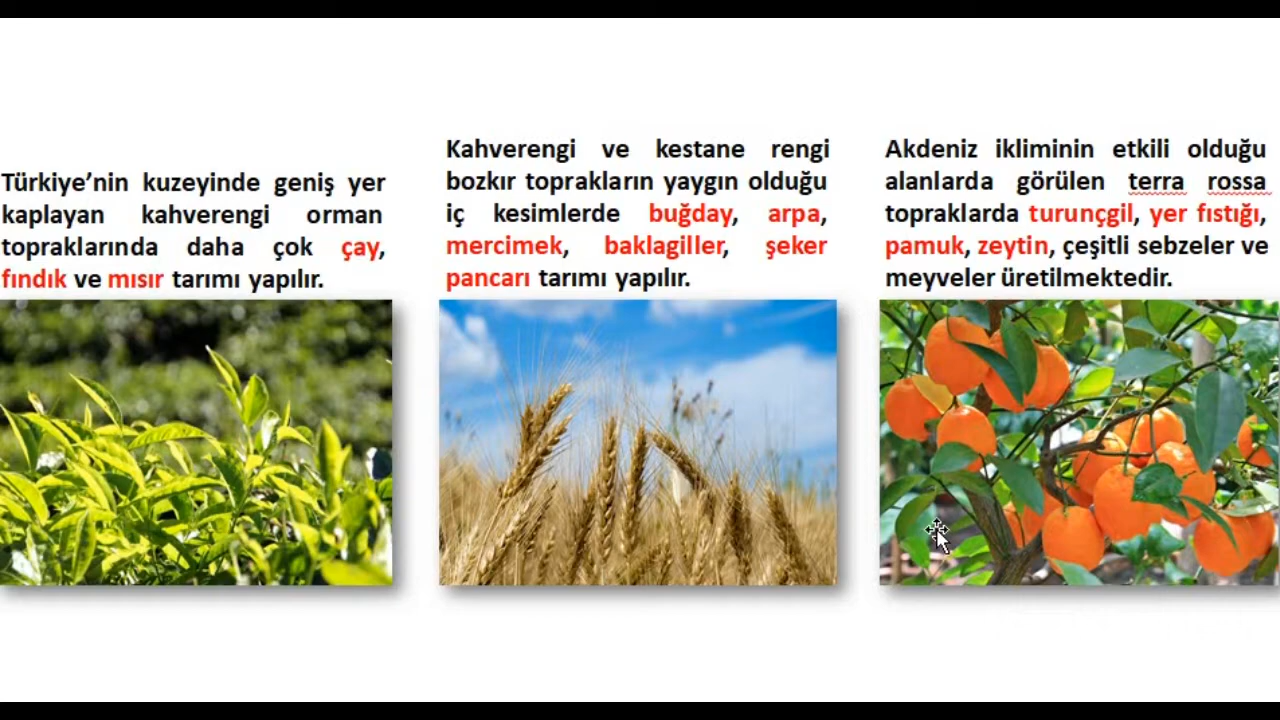 Türkiye’nin kuzeyinde geniş yer
kaplayan kahverengi orman
topraklarında daha çok çay,
fındık ve mısır tarımı yapılır.
Kahverengi ve kestane rengi
bozkır toprakların yaygın olduğu
iç kesimlerde buğday, arpa,
mercimek, baklagiller, şeker
pancarı tarımı yapılır.
Akdeniz ikliminin etkili olduğu
alanlarda görülen terra rossa
topraklarda turunçgil, yer fıstığı,
pamuk, zeytin, çeşitli sebzeler ve
meyveler üretilmektedir.